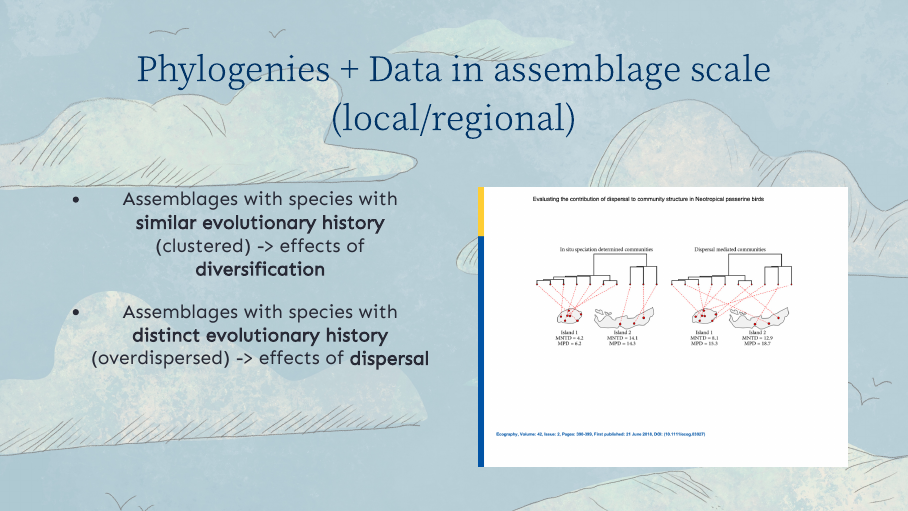 Phylogenies + Data in assemblage scale
(local/regional)
• Assemblages with species with
similar evolutionary history
(clustered) -> effects of
diversification
• Assemblages with species with
distinct evolutionary history
(overdispersed) -> effects of dispersal
Evaluating the contribution of dispersal to community structure in Neotropical passerine birds
In situ speciation determined communities
Dispersal mediated communities
Island 1
MNTD = 4.2
MPD = 6.2
Island 2
MNTD = 14.1
MPD = 14.3
Island 1
MNTD = 8.1
MPD = 15.3
Island 2
MNTD = 12.9
MPD = 18.7
Ecography, Volume: 42, Issue: 2, Pages: 390-399, First published: 21 June 2018, DOI: (10.1111/ecog.03927)